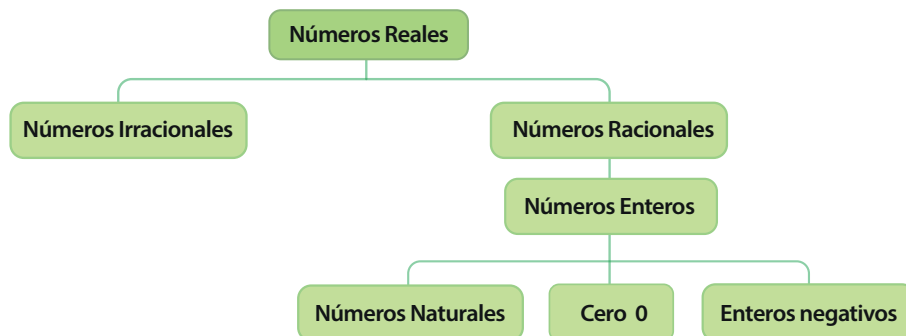 Números Reales
Números Irracionales
Números Racionales
Números Enteros
Números Naturales
Cero 0
Enteros negativos